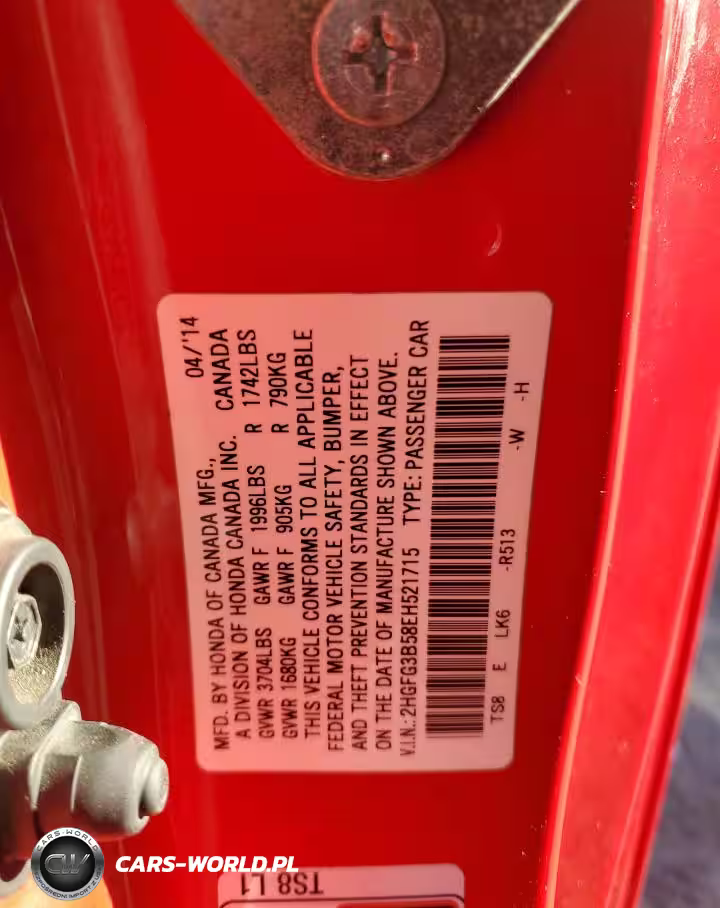 MFD. BY HONDA OF CANADA MFG., 04/'14
A DIVISION OF HONDA CANADA INC. CANADA
GVWR 3704LBS GAWR F 1996LBS R 1742LBS
GVWR 1680KG GAWR F 905KG R 790KG
THIS VEHICLE CONFORMS TO ALL APPLICABLE
FEDERAL MOTOR VEHICLE SAFETY, BUMPER,
AND THEFT PREVENTION STANDARDS IN EFFECT
ON THE DATE OF MANUFACTURE SHOWN ABOVE.
V.I.N.: 2HGFG3B58EH521715 TYPE: PASSENGER CAR
TS8 E LK6 -R513 -W -H
TS8 L1
CARS-WORLD
CW
CARS-WORLD.PL